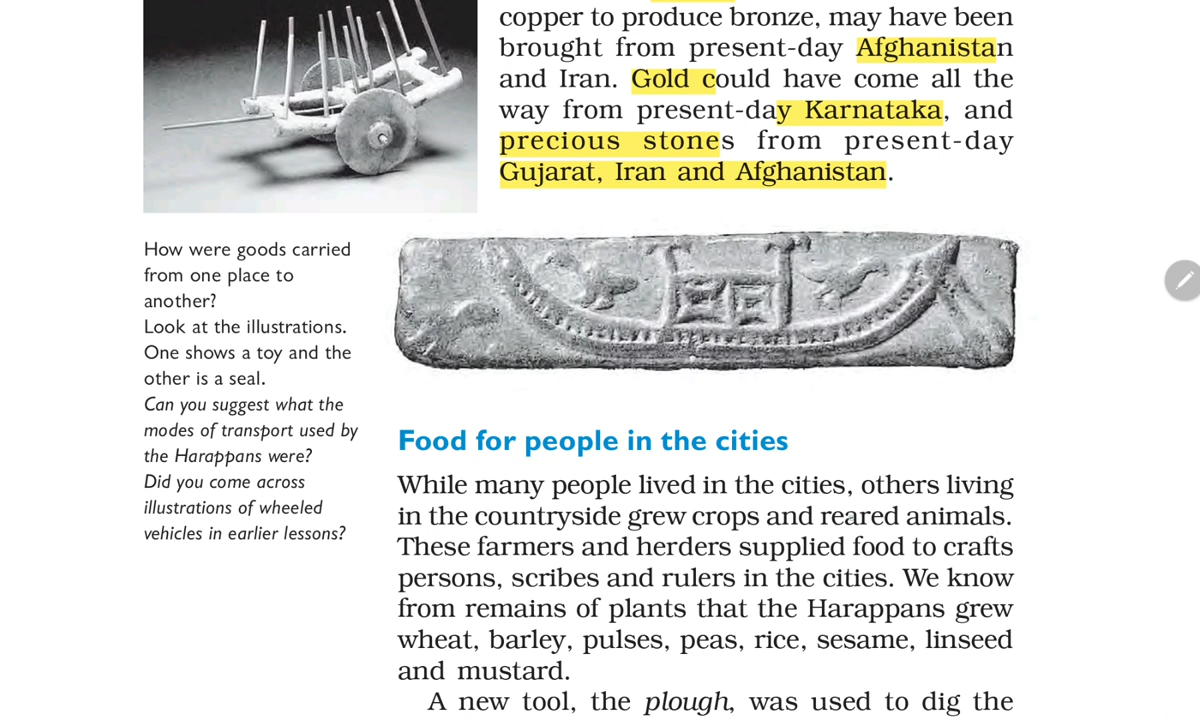 copper to produce bronze, may have been
brought from present-day Afghanistan
and Iran. Gold could have come all the
way from present-day Karnataka, and
precious stones from present-day
Gujarat, Iran and Afghanistan.
How were goods carried
from one place to
another?
Look at the illustrations.
One shows a toy and the
other is a seal.
Can you suggest what the
modes of transport used by
the Harappans were?
Did you come across
illustrations of wheeled
vehicles in earlier lessons?
Food for people in the cities
While many people lived in the cities, others living
in the countryside grew crops and reared animals.
These farmers and herders supplied food to crafts
persons, scribes and rulers in the cities. We know
from remains of plants that the Harappans grew
wheat, barley, pulses, peas, rice, sesame, linseed
and mustard.
A new tool, the plough, was used to dig the